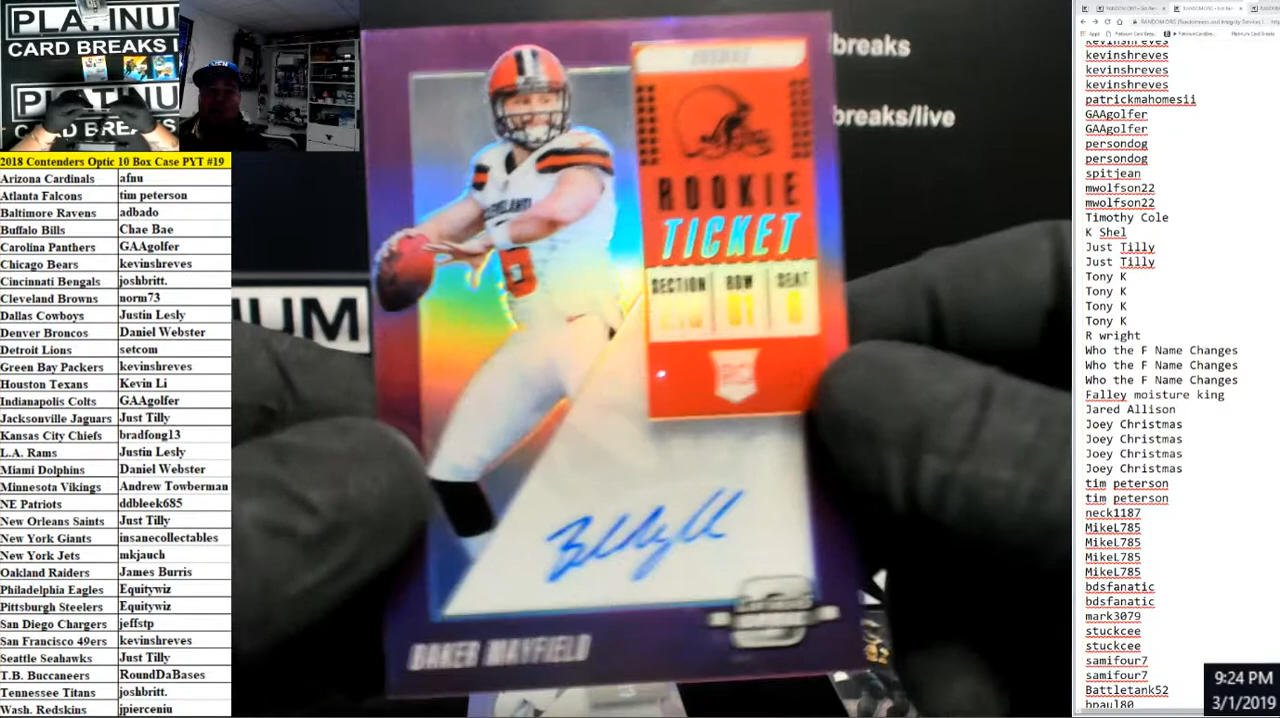 PLATINUM
CARD BREAKS
PLATINUM
CARD BREAKS
2018 Contenders Optic 10 Box Case PYT #19
Arizona Cardinals afnu
Atlanta Falcons tim peterson
Baltimore Ravens adbado
Buffalo Bills Chae Bae
Carolina Panthers GAAgolfer
Chicago Bears kevinshreves
Cincinnati Bengals joshbritt.
Cleveland Browns norm73
Dallas Cowboys Justin Lesly
Denver Broncos Daniel Webster
Detroit Lions setcom
Green Bay Packers kevinshreves
Houston Texans Kevin Li
Indianapolis Colts GAAgolfer
Jacksonville Jaguars Just Tilly
Kansas City Chiefs bradfong13
L.A. Rams Justin Lesly
Miami Dolphins Daniel Webster
Minnesota Vikings Andrew Towberman
NE Patriots ddbleek685
New Orleans Saints Just Tilly
New York Giants insanecollectables
New York Jets mkjauch
Oakland Raiders James Burris
Philadelphia Eagles Equitywiz
Pittsburgh Steelers Equitywiz
San Diego Chargers jeffstp
San Francisco 49ers kevinshreves
Seattle Seahawks Just Tilly
T.B. Buccaneers RoundDaBases
Tennessee Titans joshbritt.
Wash. Redskins jpierceniu
breaks
breaks/live
NUM
ROOKIE
TICKET
SECTION ROW SEAT
01 6
RC
6
BAKER MAYFIELD
kevinshreves
kevinshreves
kevinshreves
kevinshreves
patrickmahomesii
GAAgolfer
GAAgolfer
persondog
persondog
spitjean
mwolfson22
mwolfson22
Timothy Cole
K Shel
Just Tilly
Just Tilly
Tony K
Tony K
Tony K
Tony K
R wright
Who the F Name Changes
Who the F Name Changes
Who the F Name Changes
Falley moisture king
Jared Allison
Joey Christmas
Joey Christmas
Joey Christmas
Joey Christmas
tim peterson
tim peterson
neck1187
MikeL785
MikeL785
MikeL785
MikeL785
bdsfanatic
bdsfanatic
mark3079
stuckcee
stuckcee
samifour7
samifour7
Battletank52
bpaul80
9:24 PM
3/1/2019